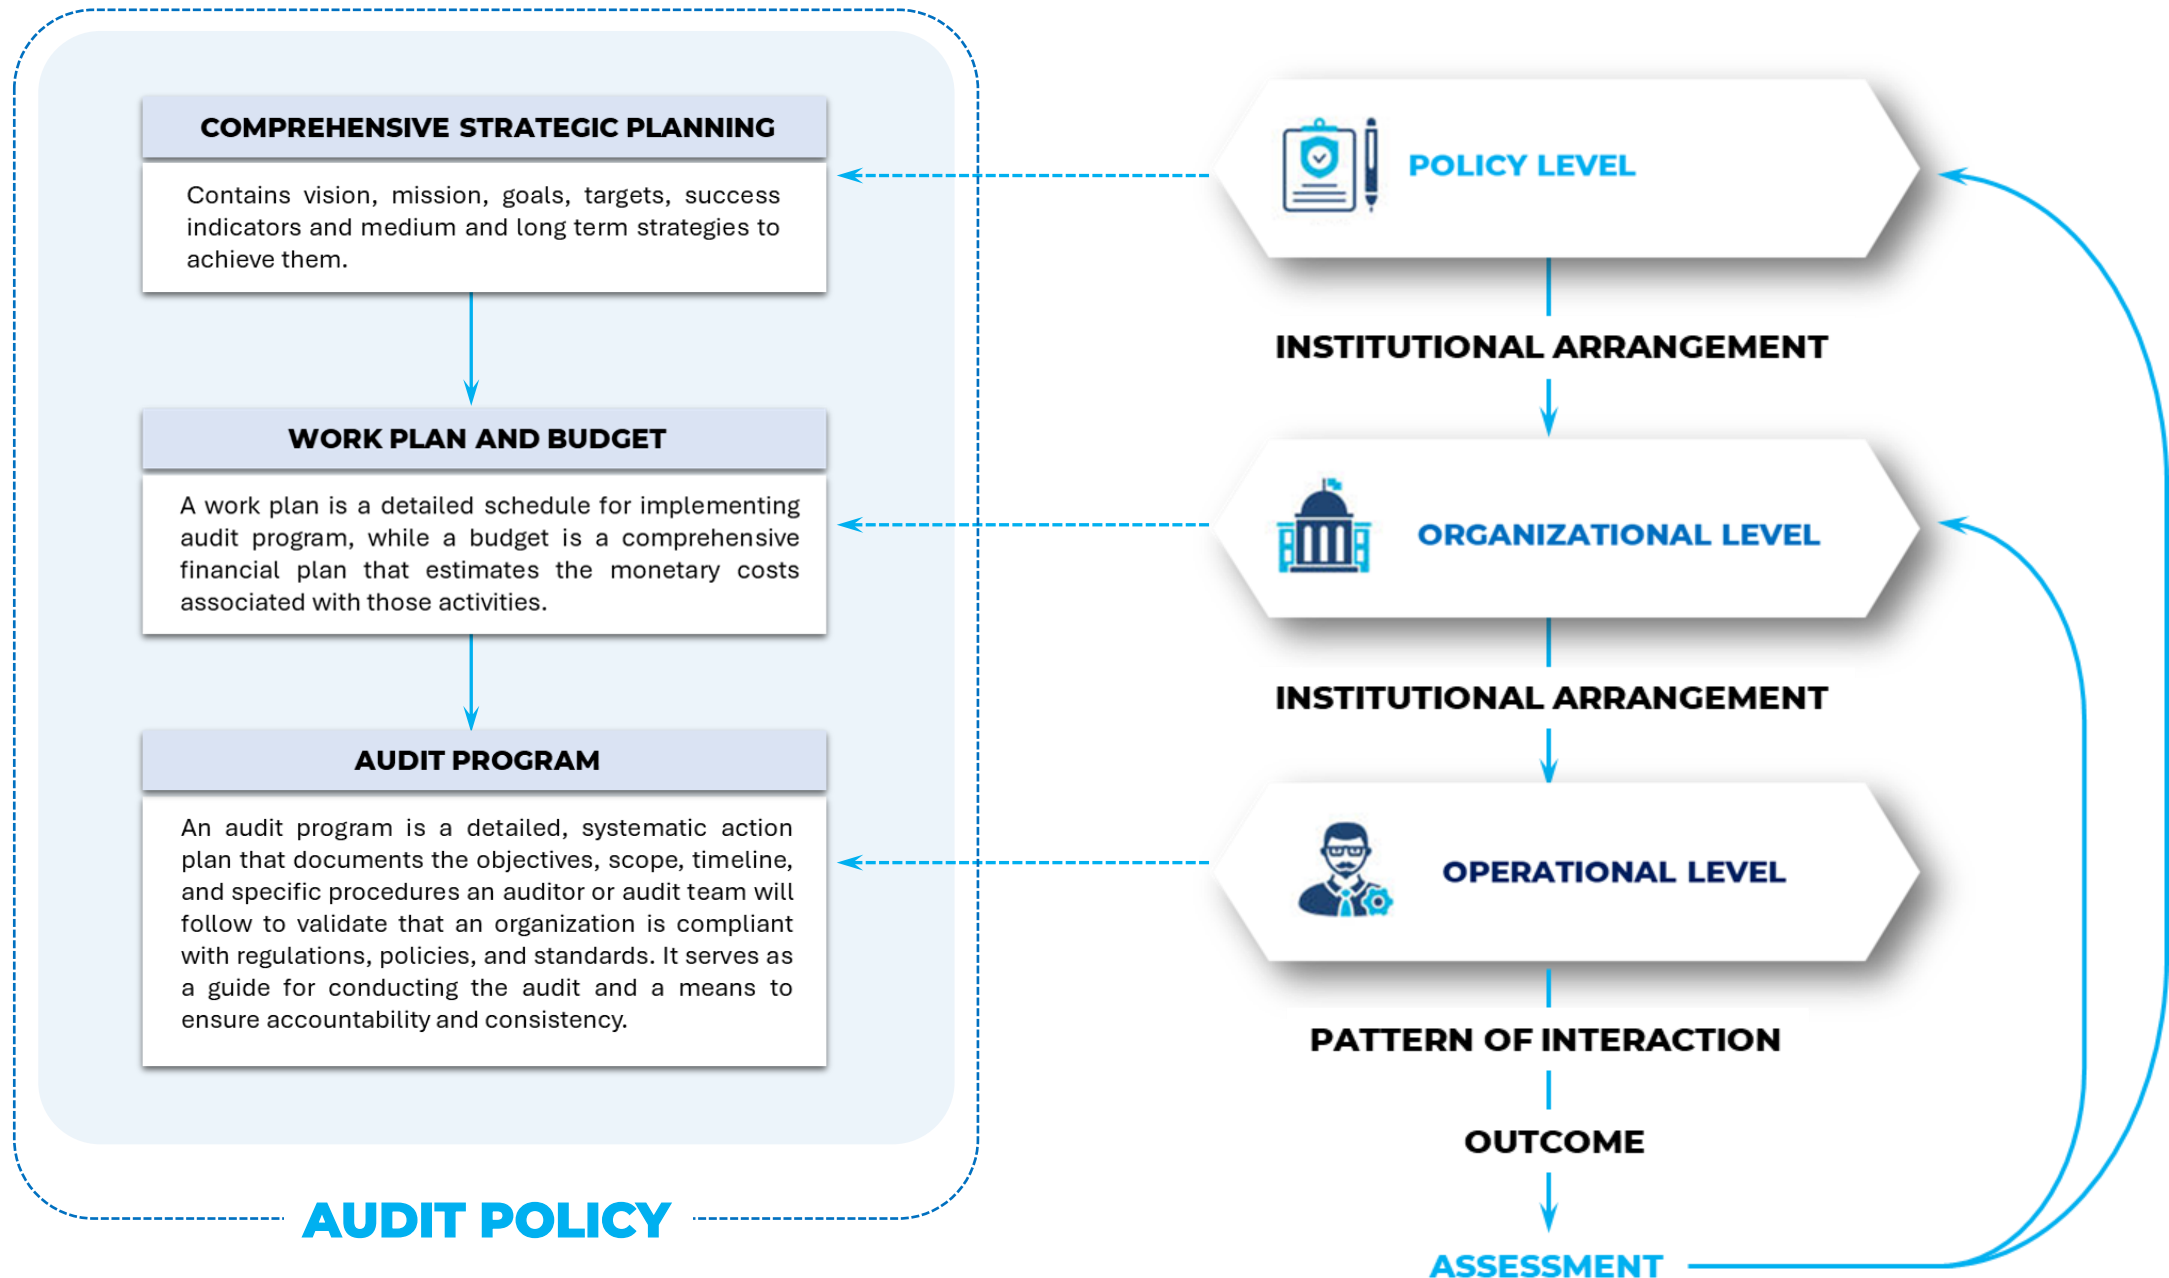 COMPREHENSIVE STRATEGIC PLANNING
Contains vision, mission, goals, targets, success
indicators and medium and long term strategies to
achieve them.
WORK PLAN AND BUDGET
A work plan is a detailed schedule for implementing
audit program, while a budget is a comprehensive
financial plan that estimates the monetary costs
associated with those activities.
AUDIT PROGRAM
An audit program is a detailed, systematic action
plan that documents the objectives, scope, timeline,
and specific procedures an auditor or audit team will
follow to validate that an organization is compliant
with regulations, policies, and standards. It serves as
a guide for conducting the audit and a means to
ensure accountability and consistency.
AUDIT POLICY
POLICY LEVEL
INSTITUTIONAL ARRANGEMENT
ORGANIZATIONAL LEVEL
INSTITUTIONAL ARRANGEMENT
OPERATIONAL LEVEL
PATTERN OF INTERACTION
OUTCOME
ASSESSMENT